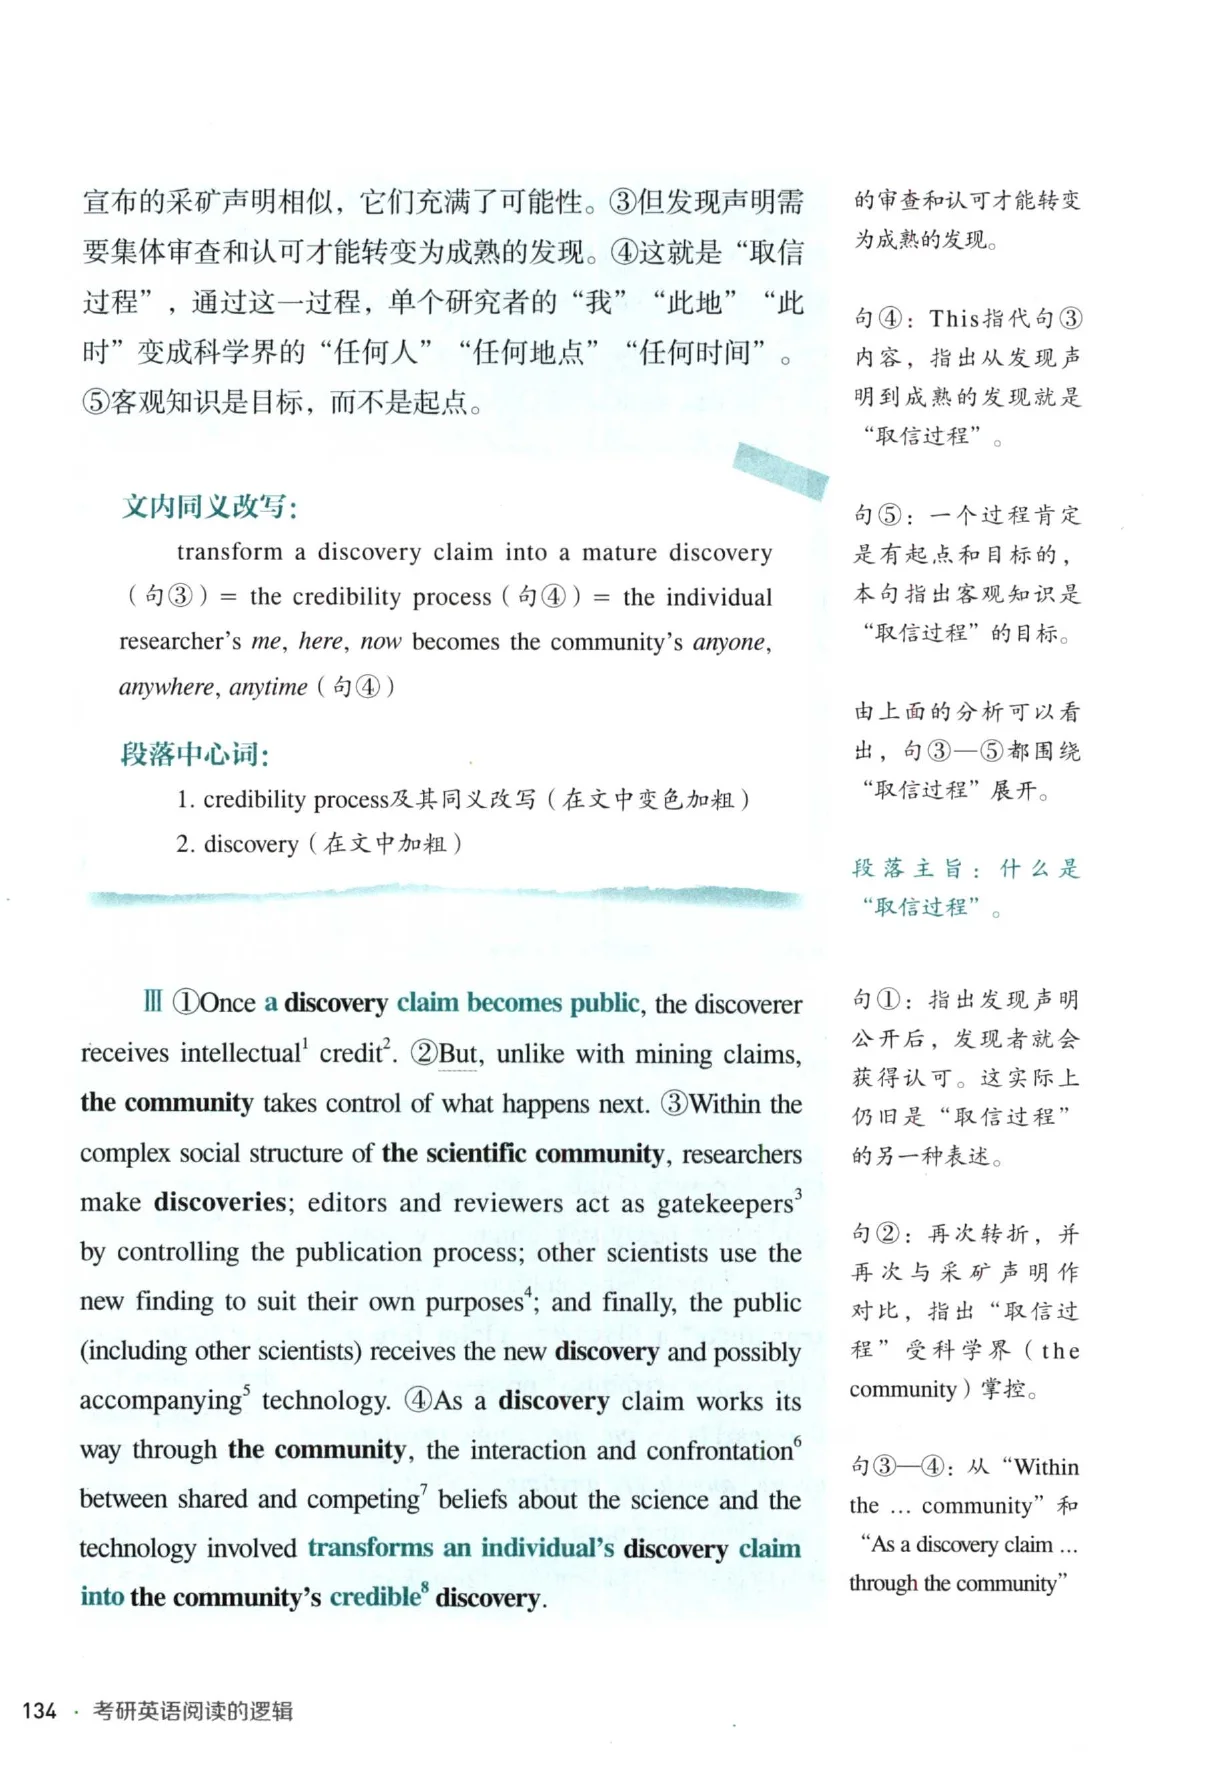 宣布的采矿声明相似，它们充满了可能性。③但发现声明需
要集体审查和认可才能转变为成熟的发现。④这就是“取信
过程”，通过这一过程，单个研究者的“我”“此地”“此
时”变成科学界的“任何人”“任何地点”“任何时间”。
⑤客观知识是目标，而不是起点。
文内同义改写：
transform a discovery claim into a mature discovery
（句③）= the credibility process（句④）= the individual
researcher's me, here, now becomes the community's anyone,
anywhere, anytime（句④）
段落中心词：
1. credibility process及其同义改写（在文中变色加粗）
2. discovery（在文中加粗）
Ⅲ ①Once a discovery claim becomes public, the discoverer
receives intellectual1 credit2. ②But, unlike with mining claims,
the community takes control of what happens next. ③Within the
complex social structure of the scientific community, researchers
make discoveries; editors and reviewers act as gatekeepers3
by controlling the publication process; other scientists use the
new finding to suit their own purposes4; and finally, the public
(including other scientists) receives the new discovery and possibly
accompanying5 technology. ④As a discovery claim works its
way through the community, the interaction and confrontation6
between shared and competing7 beliefs about the science and the
technology involved transforms an individual's discovery claim
into the community's credible8 discovery.
的审查和认可才能转变
为成熟的发现。
句④：This指代句③
内容，指出从发现声
明到成熟的发现就是
“取信过程”。
句⑤：一个过程肯定
是有起点和目标的，
本句指出客观知识是
“取信过程”的目标。
由上面的分析可以看
出，句③—⑤都围绕
“取信过程”展开。
段落主旨：什么是
“取信过程”。
句①：指出发现声明
公开后，发现者就会
获得认可。这实际上
仍旧是“取信过程”
的另一种表述。
句②：再次转折，并
再次与采矿声明作
对比，指出“取信过
程”受科学界（the
community）掌控。
句③—④：从“Within
the ... community”和
“As a discovery claim ...
through the community”
134 · 考研英语阅读的逻辑